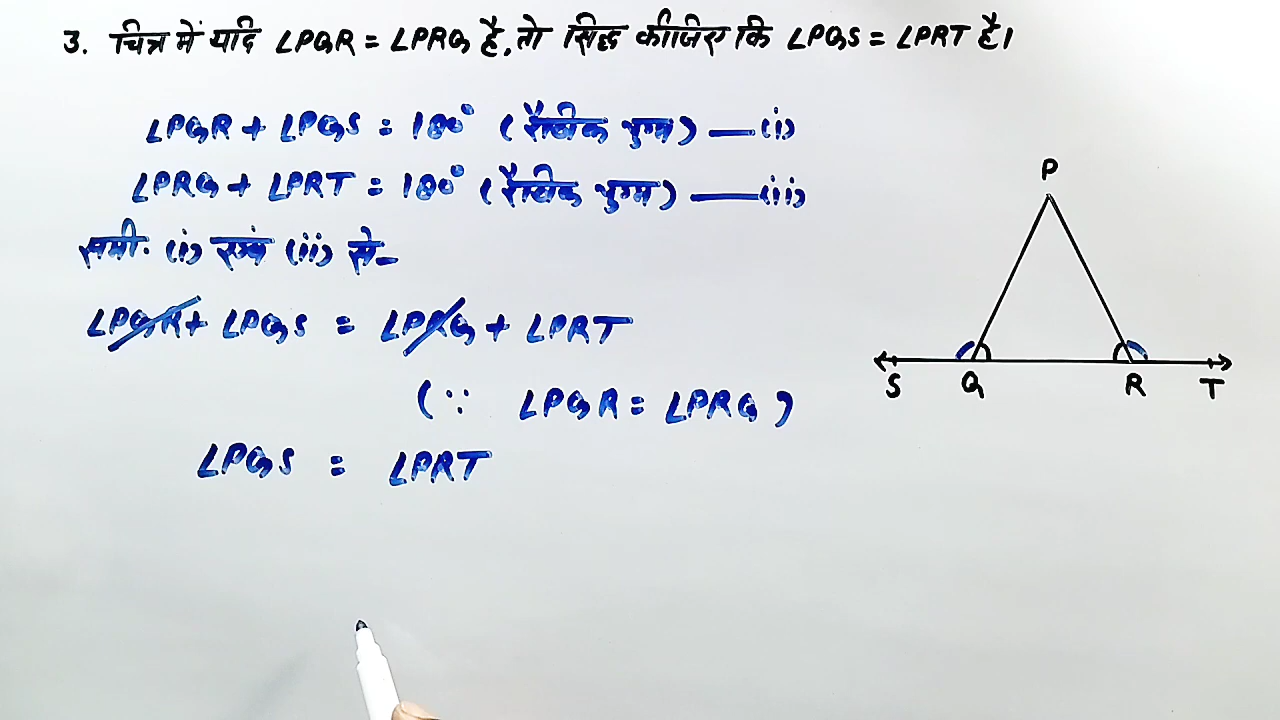 3. चित्र में यदि ∠PQR = ∠PRQ है, तो सिद्ध कीजिए कि ∠PQS = ∠PRT है।
∠PQR + ∠PQS = 180° (रैखिक युग्म) — (i)
∠PRQ + ∠PRT = 180° (रैखिक युग्म) — (ii)
समी. (i) एवं (ii) से-
∠PQR + ∠PQS = ∠PRQ + ∠PRT
(∵ ∠PQR = ∠PRQ)
∠PQS = ∠PRT
P
S Q R T